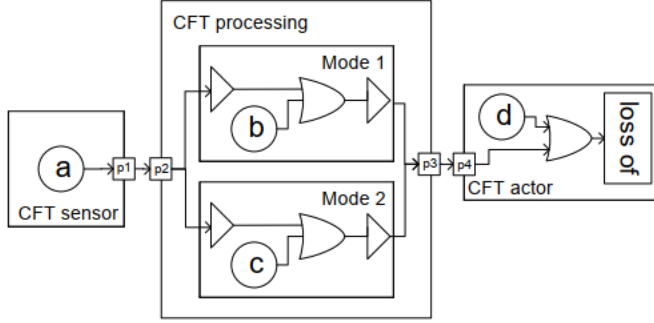 CFT processing
Mode 1
b
a
p1
p2
CFT sensor
Mode 2
c
p3
p4
d
loss of
CFT actor